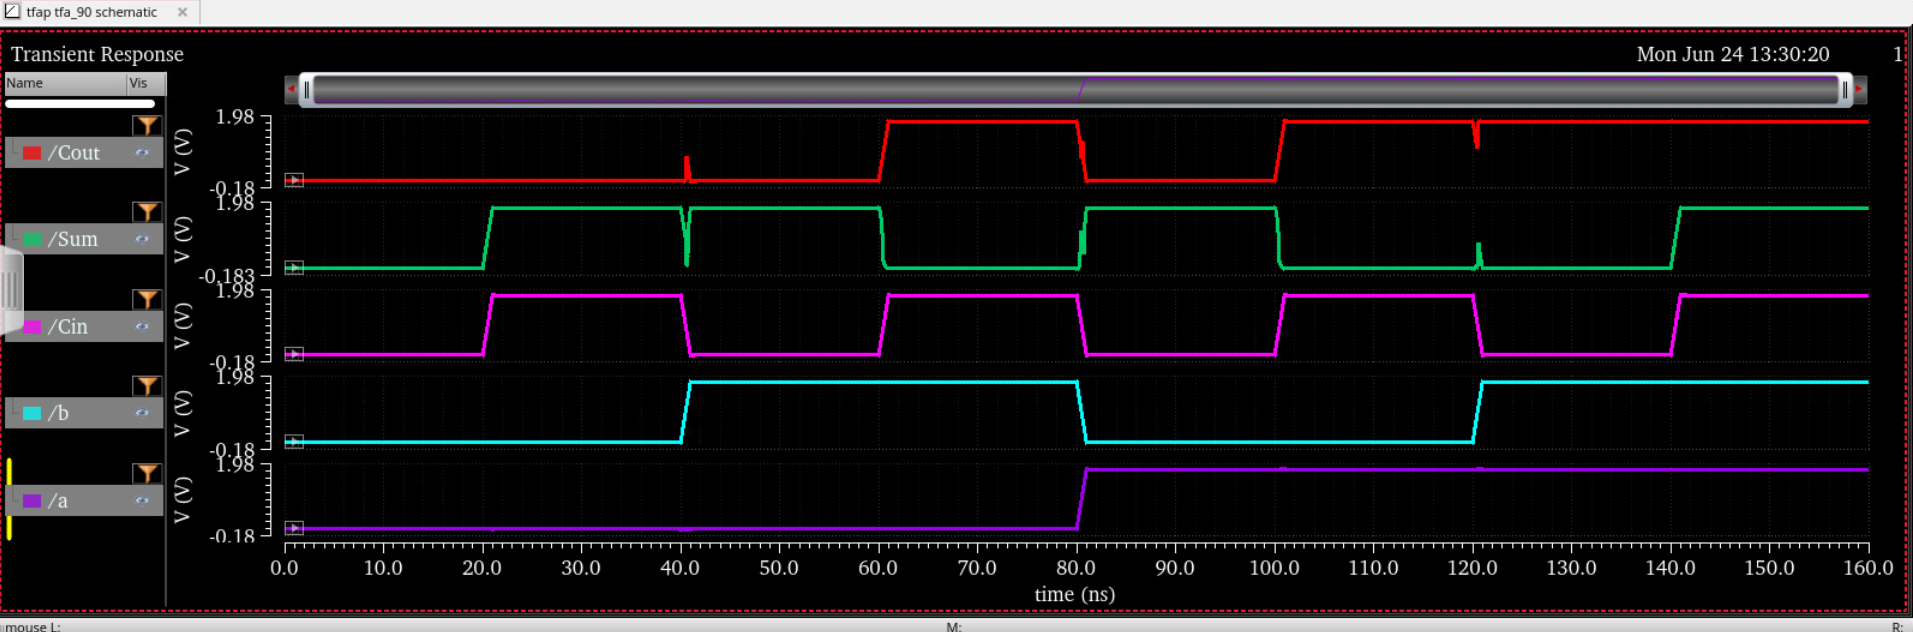 tfap tfa_90 schematic ×
Transient Response
Mon Jun 24 13:30:20 1
Name Vis
1.98
/Cout
V (V)
-0.18
1.98
/Sum
V (V)
-0.183
1.98
/Cin
V (V)
-0.18
1.98
/b
V (V)
-0.18
1.98
/a
V (V)
-0.18
0.0 10.0 20.0 30.0 40.0 50.0 60.0 70.0 80.0 90.0 100.0 110.0 120.0 130.0 140.0 150.0 160.0
time (ns)
mouse L: M: R: